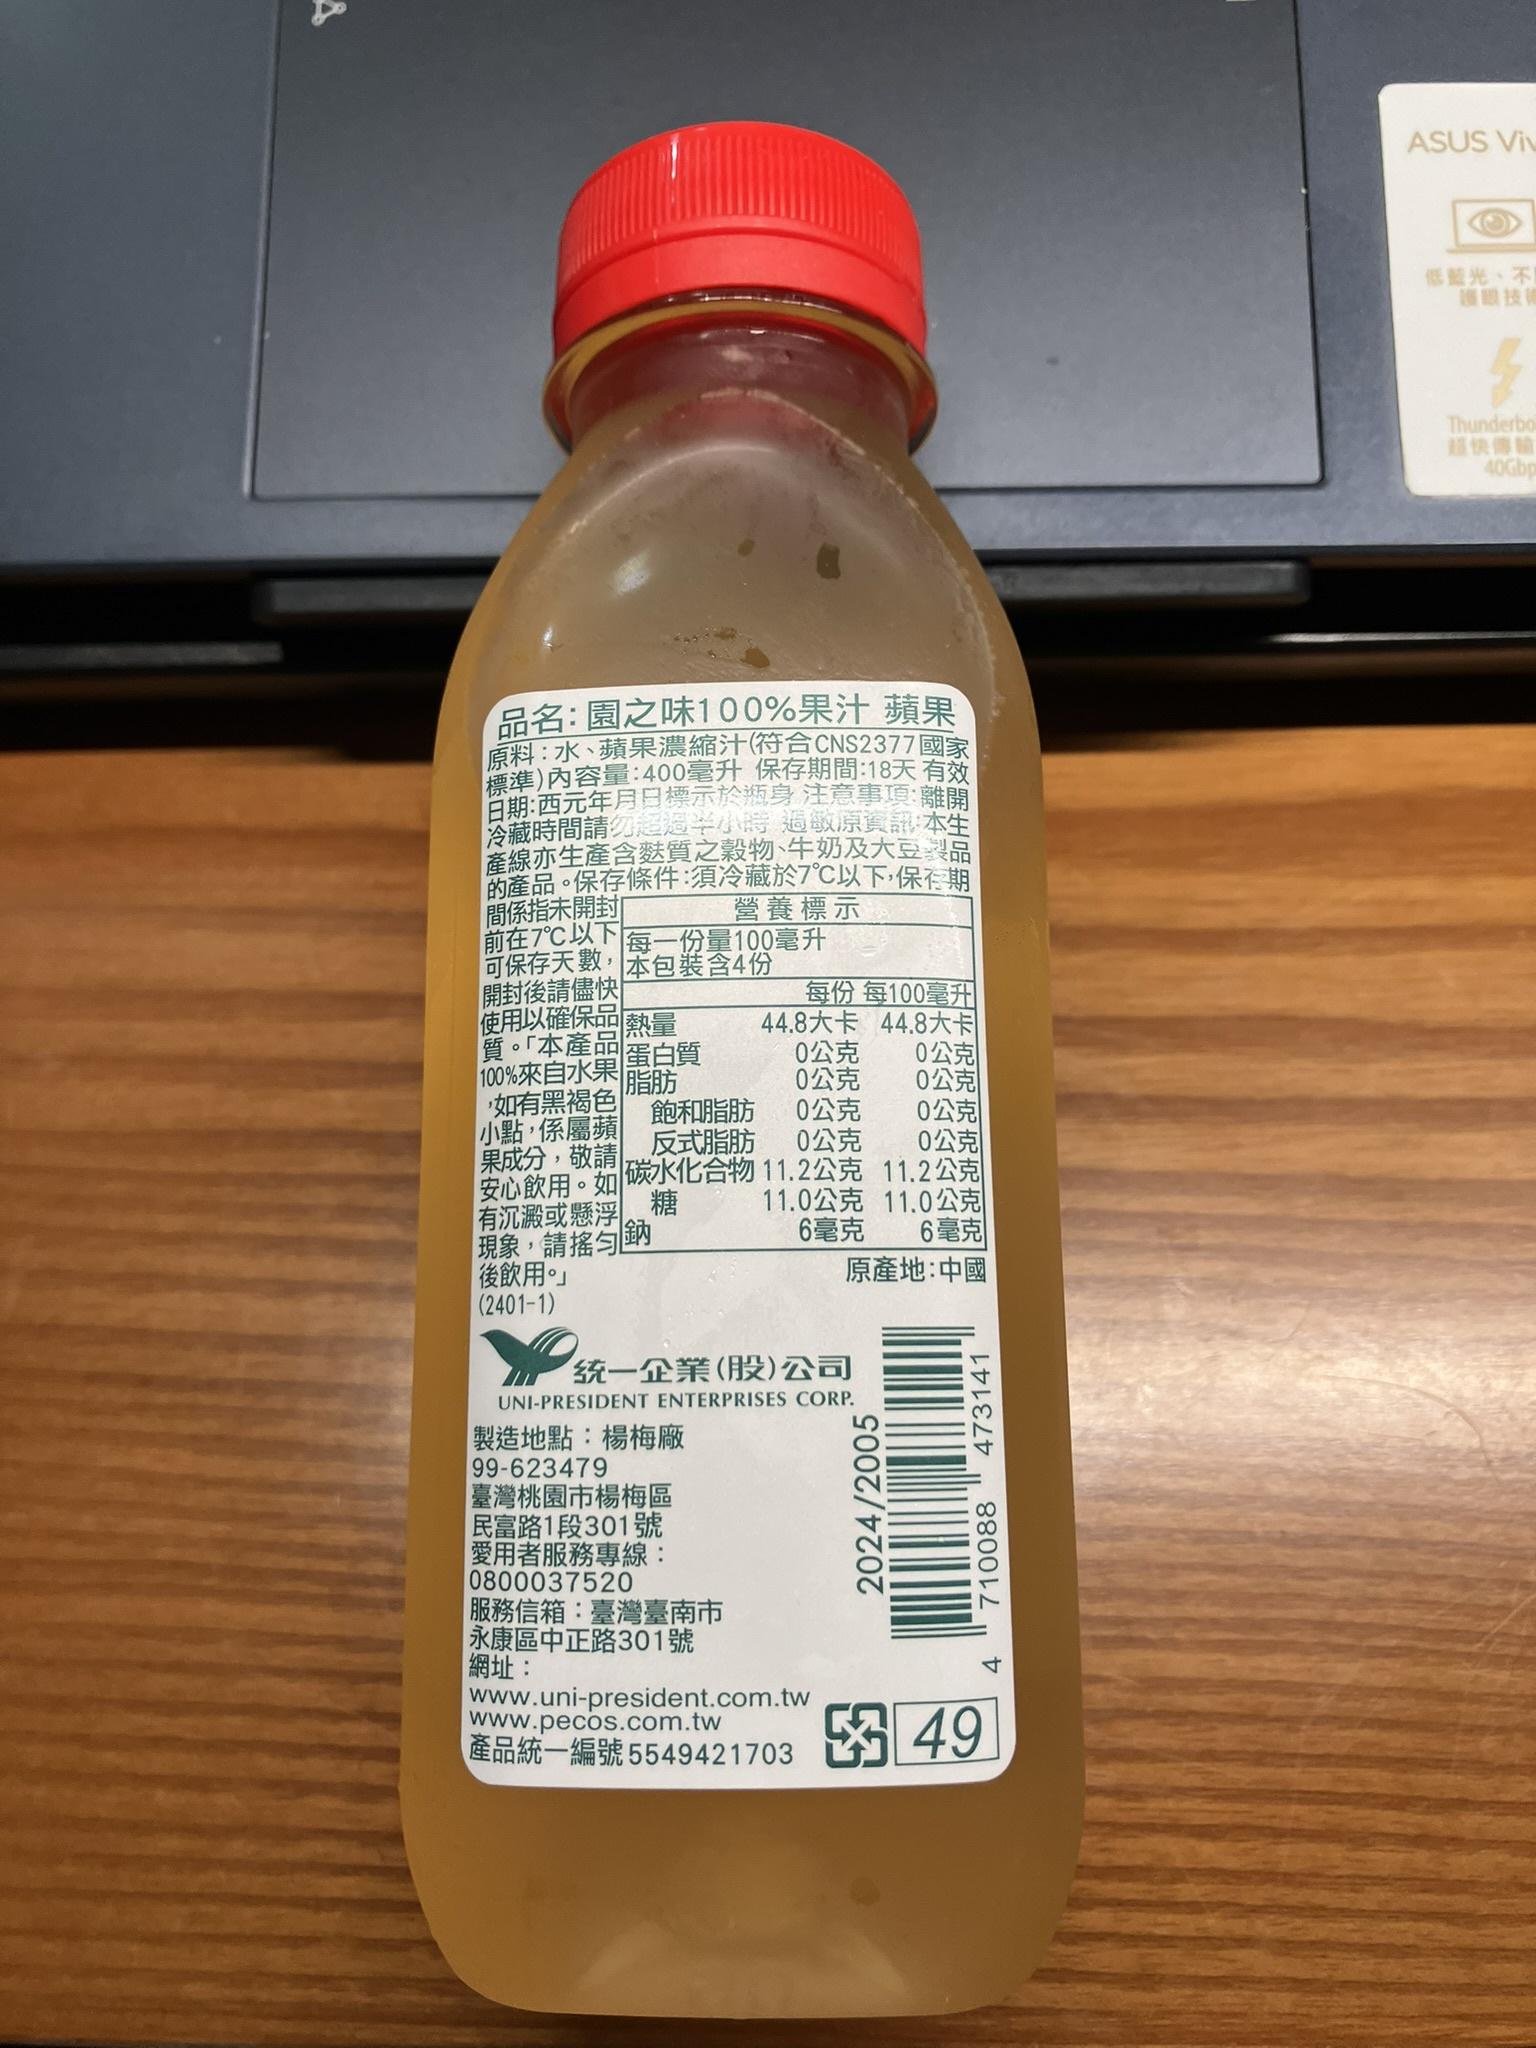 ASUS Viv
低藍光、不
護眼技術
Thunderbo
超快傳輸
40Gbp
品名:園之味100%果汁 蘋果
原料:水、蘋果濃縮汁(符合CNS2377國家
標準)內容量:400毫升 保存期間:18天 有效
日期:西元年月日標示於瓶身 注意事項:離開
冷藏時間請勿超過半小時 過敏原資訊:本生
產線亦生產含麩質之穀物、牛奶及大豆製品
的產品。保存條件:須冷藏於7℃以下,保存期
間係指未開封
前在7℃以下
可保存天數,
開封後請儘快
使用以確保品
質。「本產品
100%來自水果
,如有黑褐色
小點,係屬蘋
果成分,敬請
安心飲用。如
有沉澱或懸浮
現象,請搖勻
後飲用。」
(2401-1)
營養標示
每一份量100毫升
本包裝含4份
每份 每100毫升
熱量 44.8大卡 44.8大卡
蛋白質 0公克 0公克
脂肪 0公克 0公克
飽和脂肪 0公克 0公克
反式脂肪 0公克 0公克
碳水化合物 11.2公克 11.2公克
糖 11.0公克 11.0公克
鈉 6毫克 6毫克
原產地:中國
統一企業(股)公司
UNI-PRESIDENT ENTERPRISES CORP.
製造地點:楊梅廠
99-623479
臺灣桃園市楊梅區
民富路1段301號
愛用者服務專線:
0800037520
服務信箱:臺灣臺南市
永康區中正路301號
網址:
www.uni-president.com.tw
www.pecos.com.tw
產品統一編號5549421703
2024/2005
4 710088 473141
49